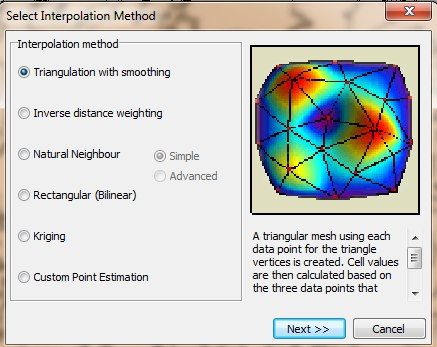 Select Interpolation Method
Interpolation method
Triangulation with smoothing
Inverse distance weighting
Natural Neighbour
Simple
Advanced
Rectangular (Bilinear)
Kriging
Custom Point Estimation
A triangular mesh using each
data point for the triangle
vertices is created. Cell values
are then calculated based on
the three data points that
Next >>
Cancel